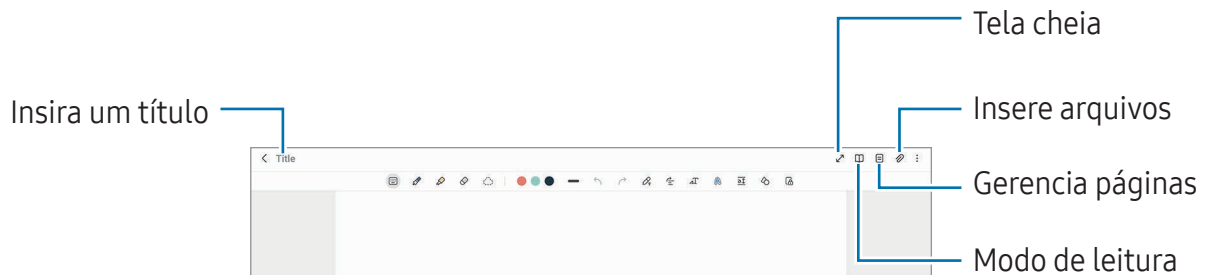 Tela cheia
Insira um título
Insere arquivos
Title
Gerencia páginas
Modo de leitura